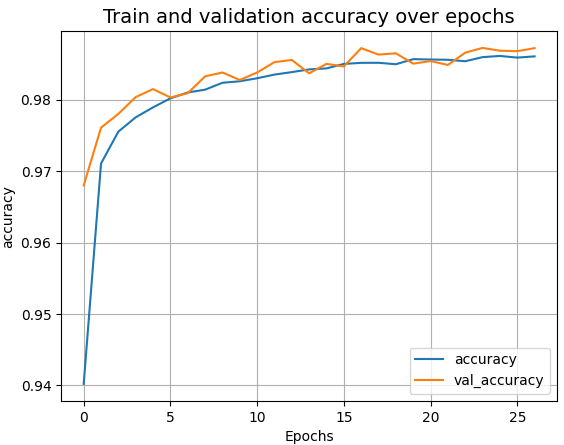 Train and validation accuracy over epochs
accuracy
0.98
0.97
0.96
0.95
0.94
0 5 10 15 20 25
Epochs
accuracy
val_accuracy